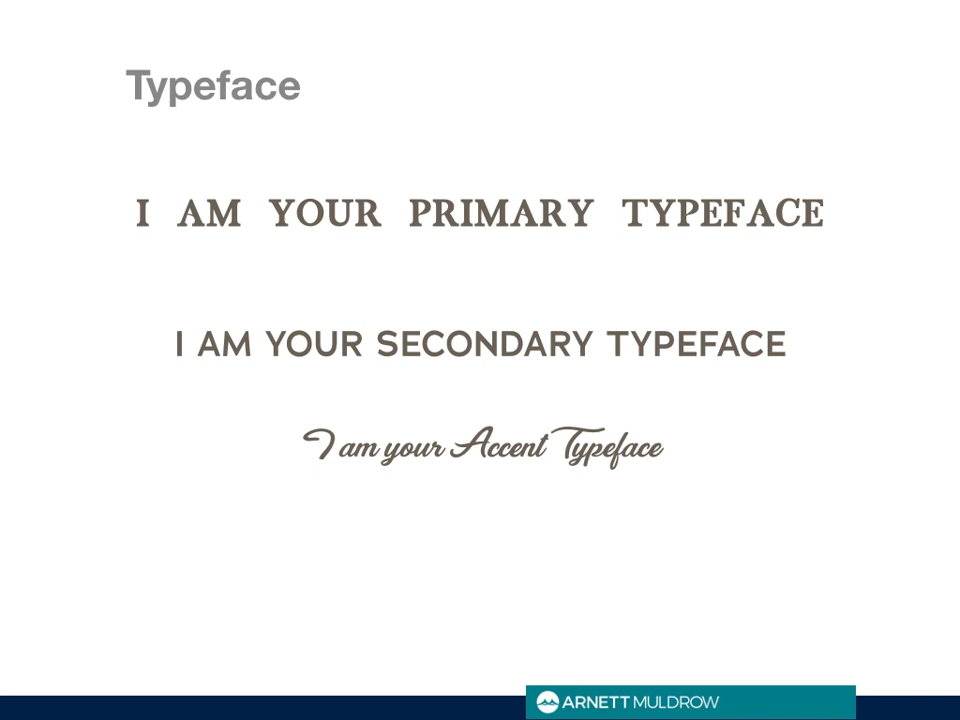 Typeface
I AM YOUR PRIMARY TYPEFACE
I AM YOUR SECONDARY TYPEFACE
I am your Accent Typeface
ARNETT MULDROW